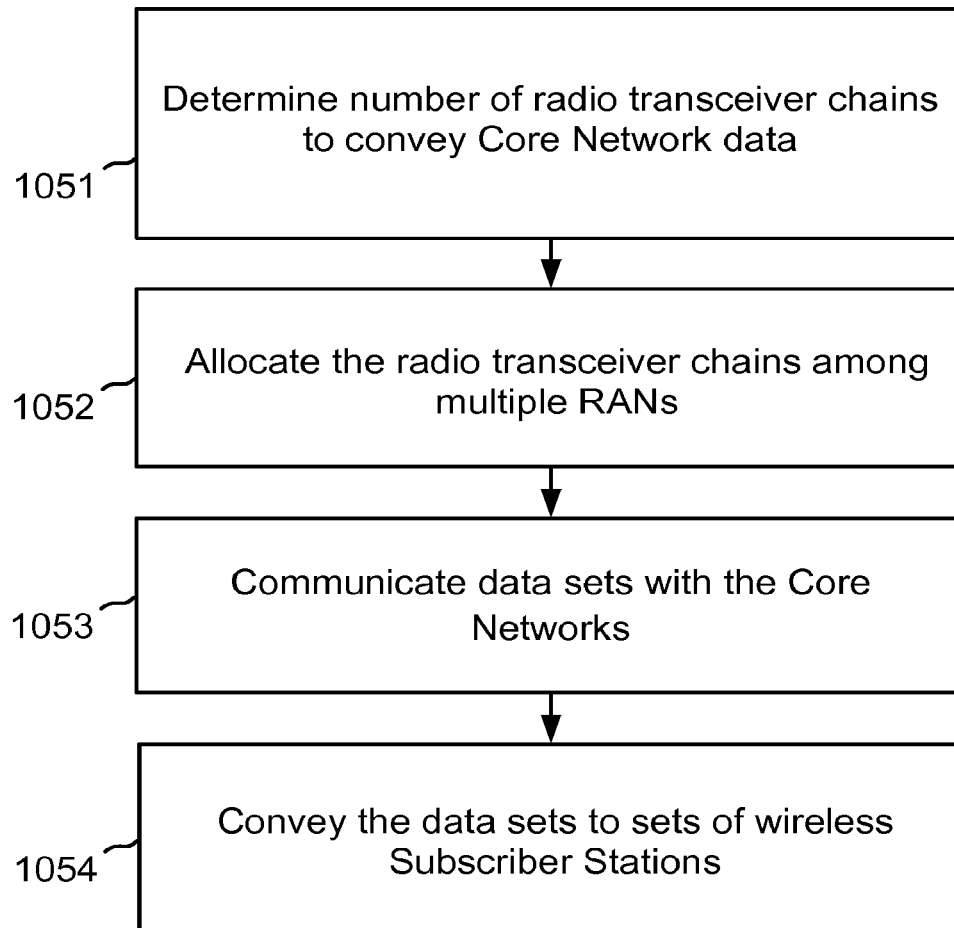 Determine number of radio transceiver chains
to convey Core Network data
1051
Allocate the radio transceiver chains among
multiple RANs
1052
Communicate data sets with the Core
Networks
1053
Convey the data sets to sets of wireless
Subscriber Stations
1054